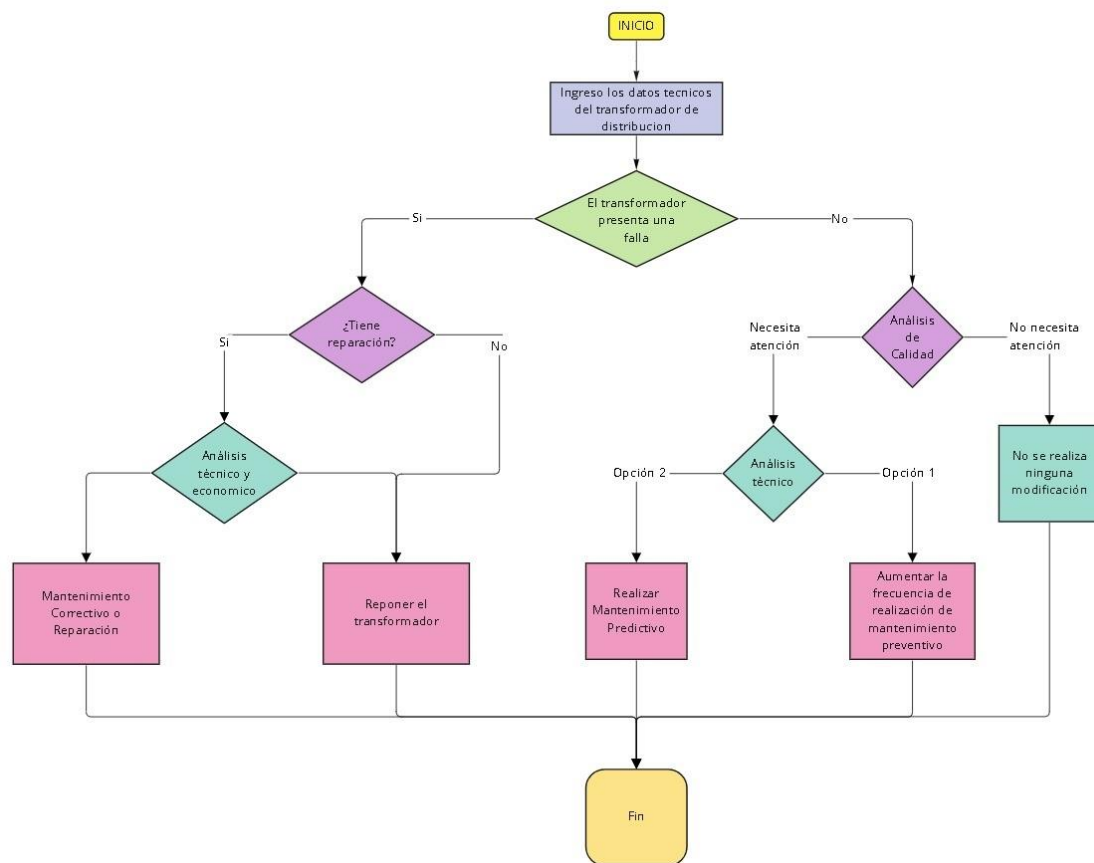 INICIO
Ingreso los datos tecnicos
del transformador de
distribucion
El transformador
presenta una
falla
Si
No
¿Tiene
reparación?
Si
No
Análisis
de
Calidad
Necesita
atención
No necesita
atención
Análisis
técnico y
economico
Análisis
tècnico
Opción 2
Opción 1
No se realiza
ninguna
modificación
Mantenimiento
Correctivo o
Reparación
Reponer el
transformador
Realizar
Mantenimiento
Predictivo
Aumentar la
frecuencia de
realización de
mantenimiento
preventivo
Fin